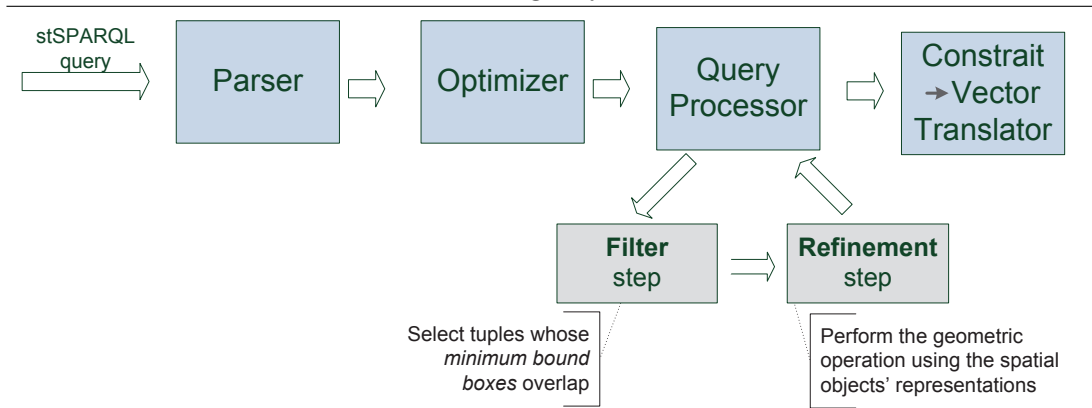 stSPARQL
query
Parser
Optimizer
Query
Processor
Constrait
→Vector
Translator
Filter
step
Refinement
step
Select tuples whose
minimum bound
boxes overlap
Perform the geometric
operation using the spatial
objects' representations